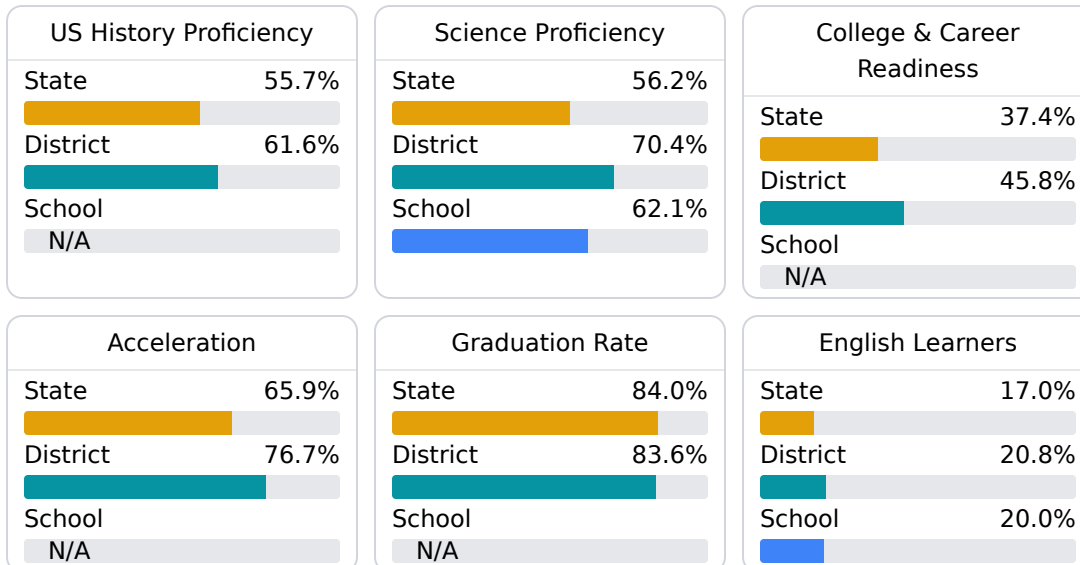 US History Proficiency
State 55.7%
District 61.6%
School
N/A
Science Proficiency
State 56.2%
District 70.4%
School 62.1%
College & Career
Readiness
State 37.4%
District 45.8%
School
N/A
Acceleration
State 65.9%
District 76.7%
School
N/A
Graduation Rate
State 84.0%
District 83.6%
School
N/A
English Learners
State 17.0%
District 20.8%
School 20.0%